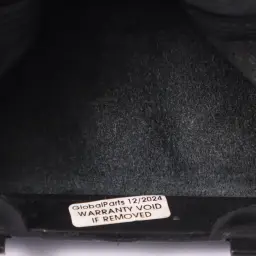 GlobalParts 12/2024
WARRANTY VOID
IF REMOVED